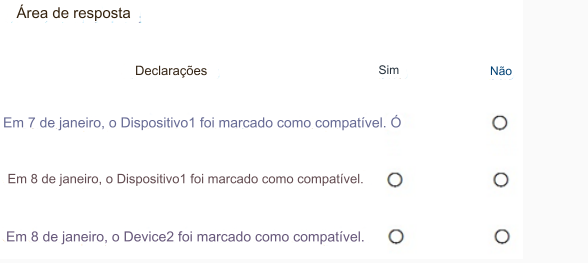 Área de resposta
Declarações Sim Não
Em 7 de janeiro, o Dispositivo1 foi marcado como compatível. Ó
Em 8 de janeiro, o Dispositivo1 foi marcado como compatível.
Em 8 de janeiro, o Device2 foi marcado como compatível.